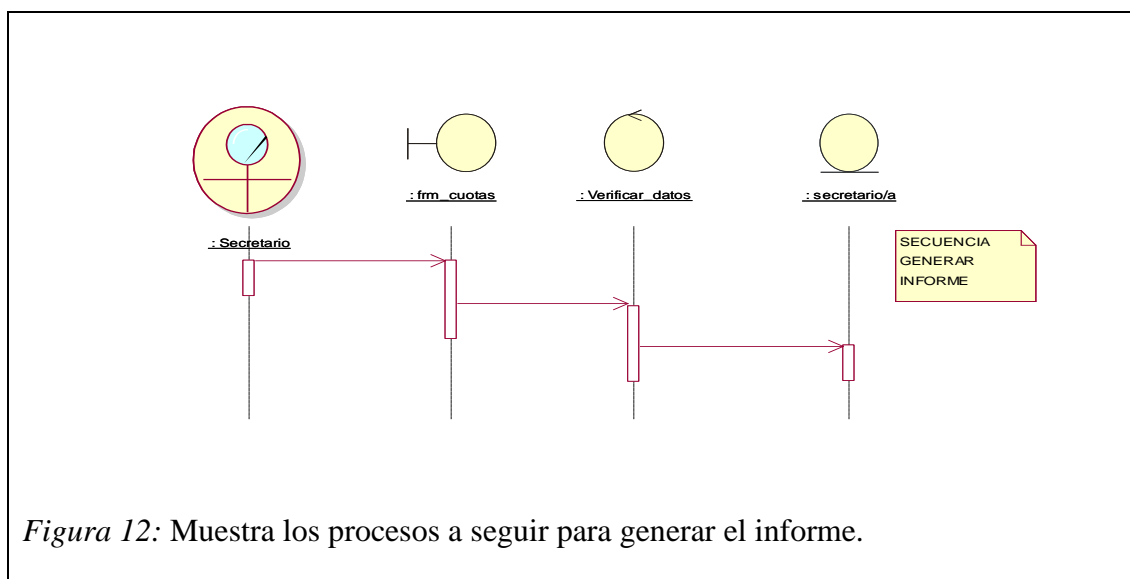 : frm_cuotas
: Verificar_datos
: secretario/a
: Secretario
SECUENCIA
GENERAR
INFORME
Figura 12: Muestra los procesos a seguir para generar el informe.